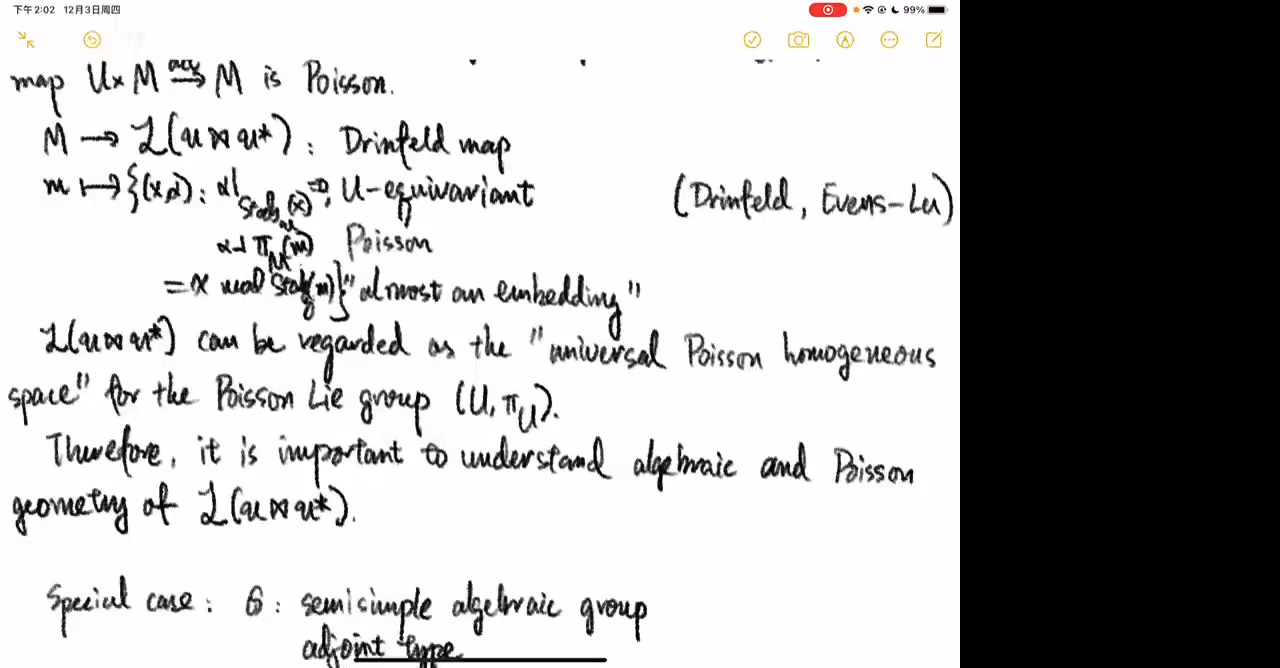 下午2:02 12月3日周四 99%
map U×M → M is Poisson.
M → ℒ(u⋈u*): Drinfeld map
m ↦ {(x,α): α| =0, U-equivariant (Drinfeld, Evens-Lu)
α⌟π_M(m) Poisson
= x mod Stab(m)} "almost an embedding"
ℒ(u⋈u*) can be regarded as the "universal Poisson homogeneous
space" for the Poisson Lie group (U, π_U).
Therefore, it is important to understand algebraic and Poisson
geometry of ℒ(u⋈u*).
Special case: G: semisimple algebraic group
adjoint type